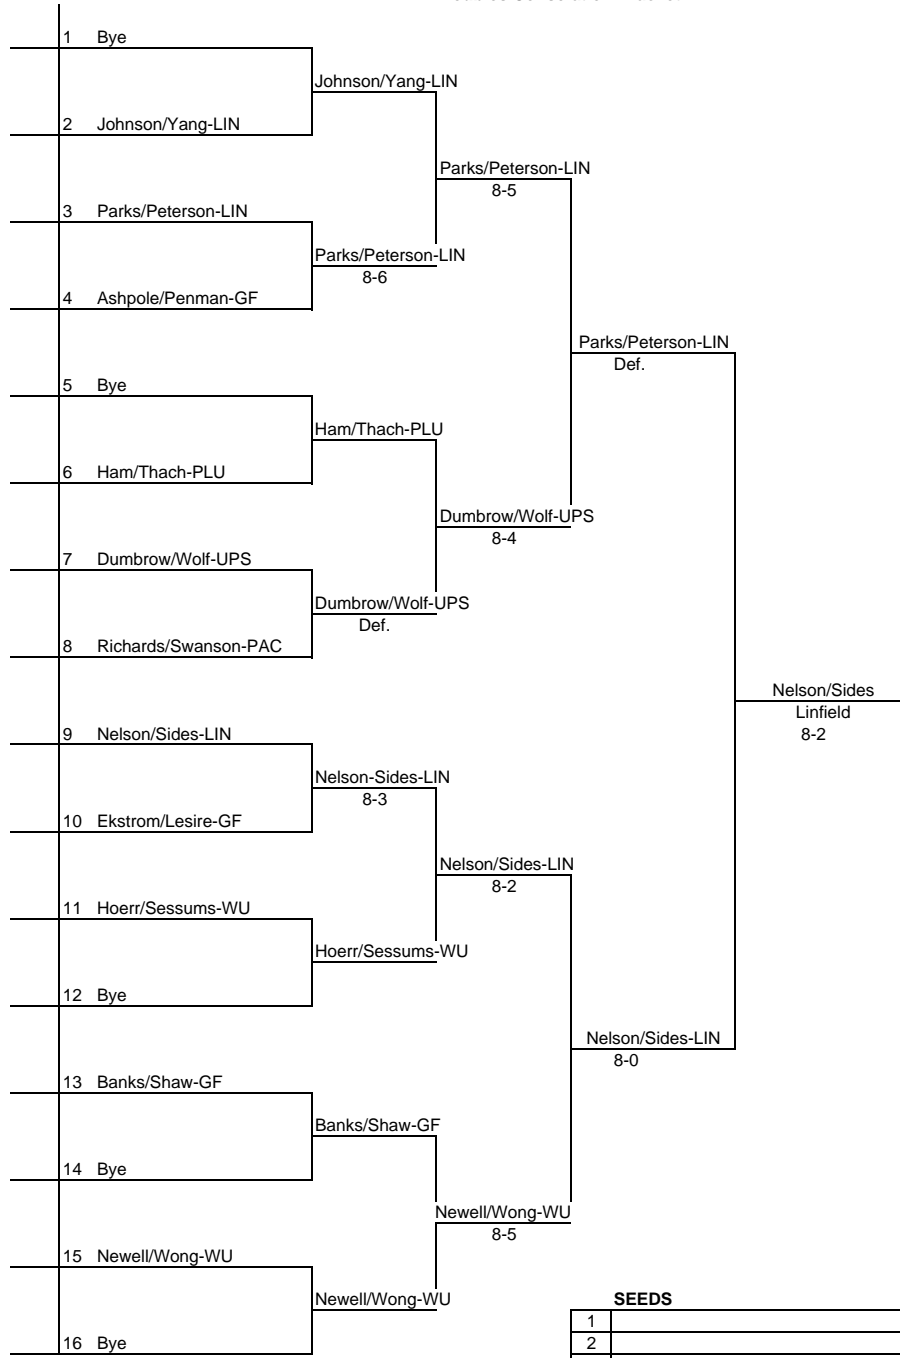 1 Bye
Johnson/Yang-LIN
2 Johnson/Yang-LIN
Parks/Peterson-LIN
8-5
3 Parks/Peterson-LIN
Parks/Peterson-LIN
8-6
4 Ashpole/Penman-GF
Parks/Peterson-LIN
Def.
5 Bye
Ham/Thach-PLU
6 Ham/Thach-PLU
Dumbrow/Wolf-UPS
8-4
7 Dumbrow/Wolf-UPS
Dumbrow/Wolf-UPS
Def.
8 Richards/Swanson-PAC
Nelson/Sides
Linfield
8-2
9 Nelson/Sides-LIN
Nelson-Sides-LIN
8-3
10 Ekstrom/Lesire-GF
Nelson/Sides-LIN
8-2
11 Hoerr/Sessums-WU
Hoerr/Sessums-WU
12 Bye
Nelson/Sides-LIN
8-0
13 Banks/Shaw-GF
Banks/Shaw-GF
14 Bye
Newell/Wong-WU
8-5
15 Newell/Wong-WU
Newell/Wong-WU
SEEDS
1
2
16 Bye